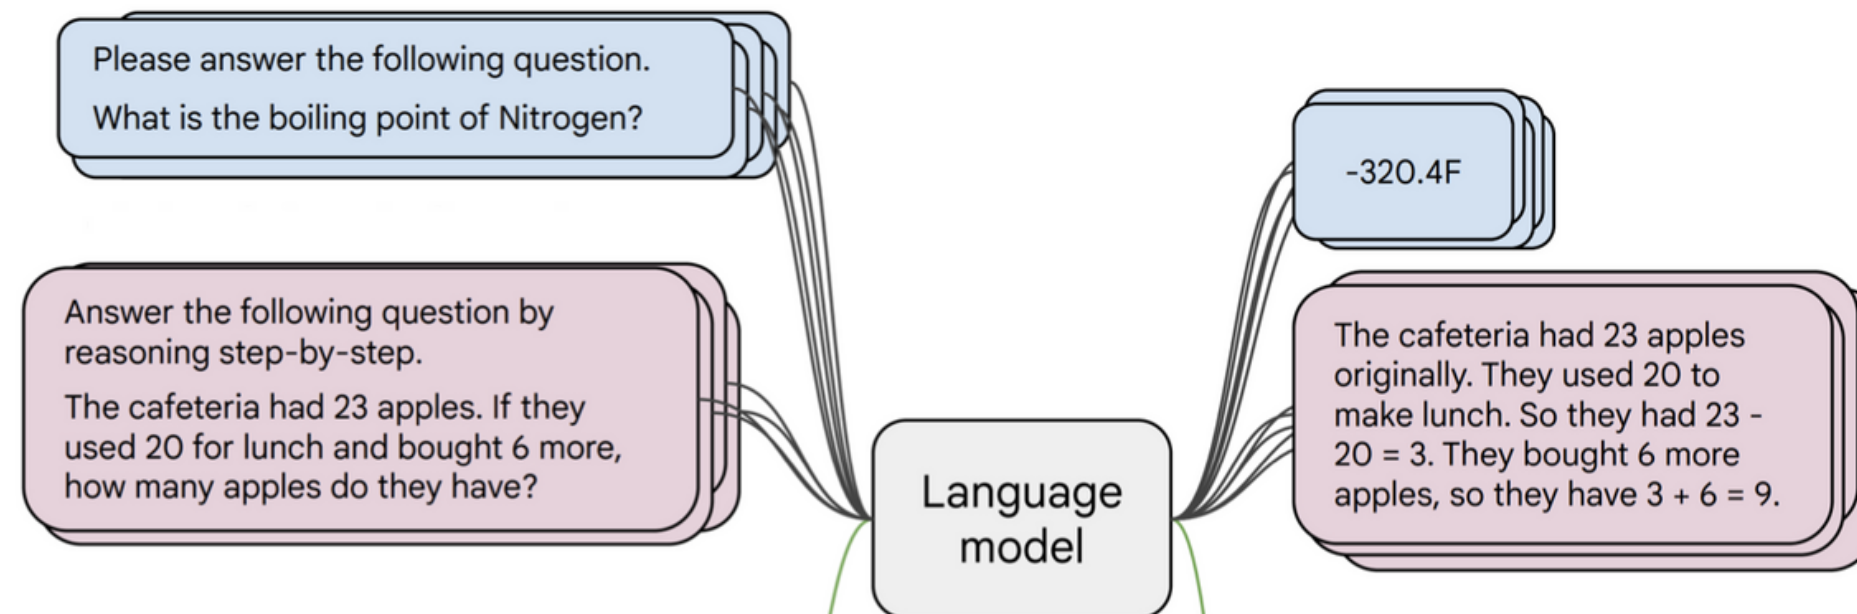 Please answer the following question.
What is the boiling point of Nitrogen?
-320.4F
Answer the following question by
reasoning step-by-step.
The cafeteria had 23 apples. If they
used 20 for lunch and bought 6 more,
how many apples do they have?
Language
model
The cafeteria had 23 apples
originally. They used 20 to
make lunch. So they had 23 -
20 = 3. They bought 6 more
apples, so they have 3 + 6 = 9.